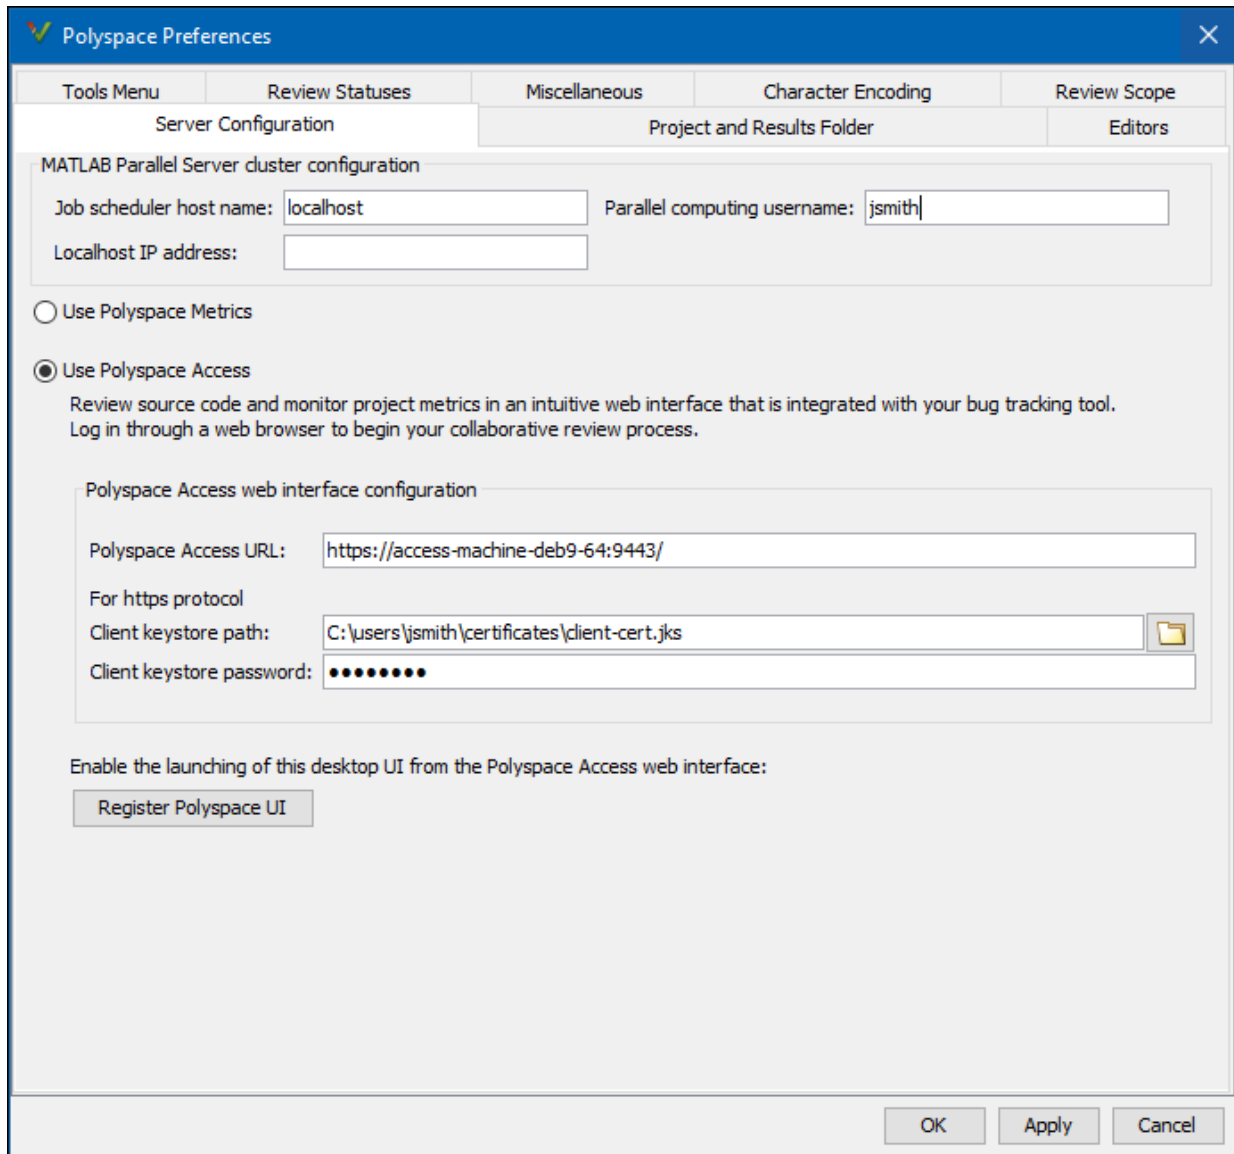 Polyspace Preferences
Tools Menu Review Statuses Miscellaneous Character Encoding Review Scope
Server Configuration Project and Results Folder Editors
MATLAB Parallel Server cluster configuration
Job scheduler host name: localhost Parallel computing username: jsmith
Localhost IP address:
Use Polyspace Metrics
Use Polyspace Access
Review source code and monitor project metrics in an intuitive web interface that is integrated with your bug tracking tool.
Log in through a web browser to begin your collaborative review process.
Polyspace Access web interface configuration
Polyspace Access URL: https://access-machine-deb9-64:9443/
For https protocol
Client keystore path: C:\users\jsmith\certificates\client-cert.jks
Client keystore password: ●●●●●●●●
Enable the launching of this desktop UI from the Polyspace Access web interface:
Register Polyspace UI
OK Apply Cancel